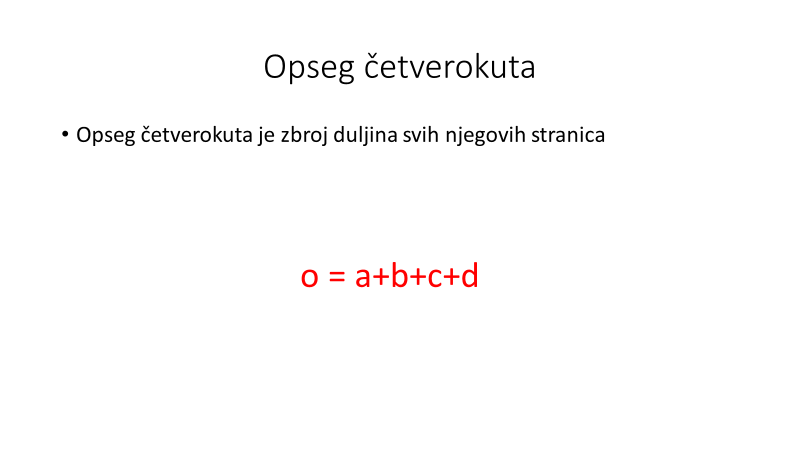 Opseg četverokuta
• Opseg četverokuta je zbroj duljina svih njegovih stranica
o = a+b+c+d